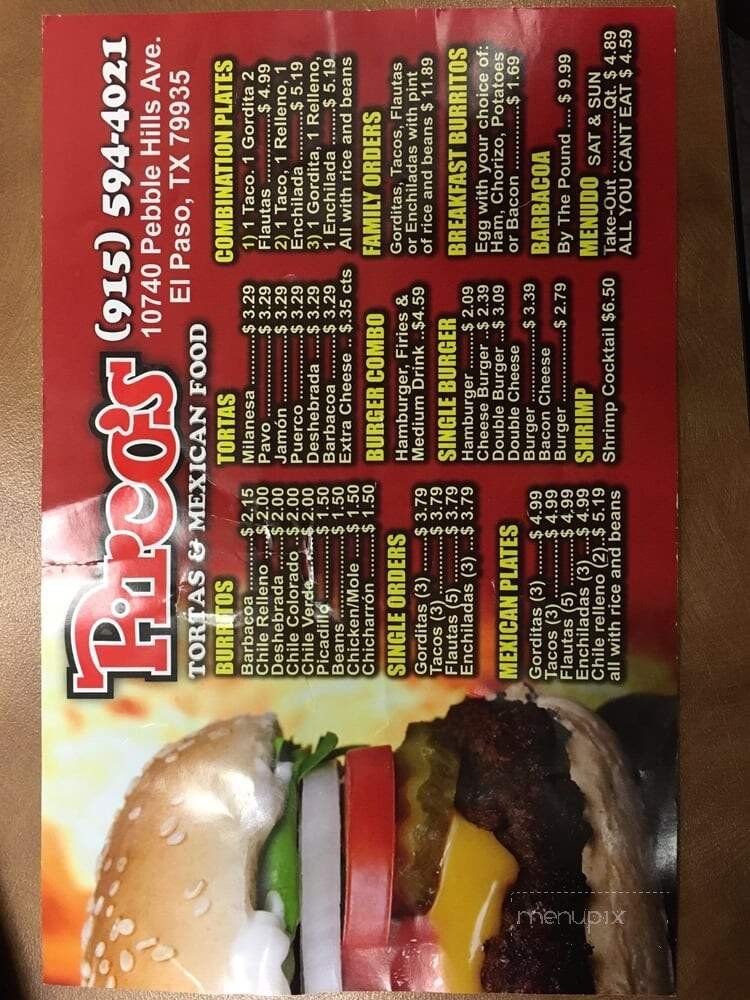 (915) 594-4021
10740 Pebble Hills Ave.
El Paso, TX 79935
TORTAS & MEXICAN FOOD
BURRITOS
Barbacoa ....... $ 2.15
Chile Relleno ... $ 2.00
Deshebrada .... $ 2.00
Chile Colorado .. $ 2.00
Chile Verde ..... $ 2.00
Picadillo ........ $ 1.50
Beans .......... $ 1.50
Chicken/Mole ... $ 1.50
Chicharrón ...... $ 1.50
SINGLE ORDERS
Gorditas (3) ...... $ 3.79
Tacos (3) ......... $ 3.79
Flautas (5) ....... $ 3.79
Enchiladas (3) ... $ 3.79
MEXICAN PLATES
Gorditas (3) ....... $ 4.99
Tacos (3) .......... $ 4.99
Flautas (5) ........ $ 4.99
Enchiladas (3) ..... $ 4.99
Chile relleno (2) .. $ 5.19
all with rice and beans
TORTAS
Milanesa ........ $ 3.29
Pavo ............ $ 3.29
Jamón ........... $ 3.29
Puerco .......... $ 3.29
Deshebrada .... $ 3.29
Barbacoa ....... $ 3.29
Extra Cheese .. $.35 cts
BURGER COMBO
Hamburger, Firies &
Medium Drink ..$4.59
SINGLE BURGER
Hamburger ....... $ 2.09
Cheese Burger .. $ 2.39
Double Burger ...$ 3.09
Double Cheese
Burger .......... $ 3.39
Bacon Cheese
Burger .......... $ 2.79
SHRIMP
Shrimp Cocktail $6.50
COMBINATION PLATES
1) 1 Taco 1 Gordita 2
Flautas ......... $ 4.99
2) 1 Taco, 1 Relleno, 1
Enchilada ...... $ 5.19
3) 1 Gordita, 1 Relleno,
1 Enchilada .... $ 5.19
All with rice and beans
FAMILY ORDERS
Gorditas, Tacos, Flautas
or Enchiladas with pint
of rice and beans $ 11.89
BREAKFAST BURRITOS
Egg with your choice of:
Ham, Chorizo, Potatoes
or Bacon .......... $ 1.69
BARBACOA
By The Pound .... $ 9.99
MENUDO SAT & SUN
Take-Out .......... Qt. $ 4.89
ALL YOU CANT EAT $ 4.59
menupix